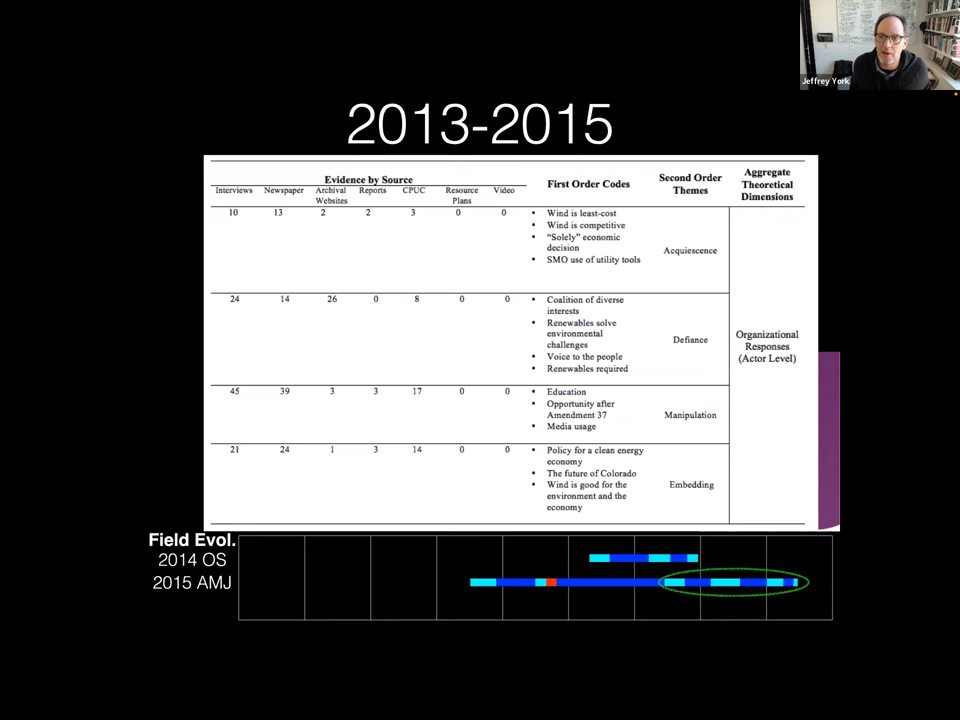 Jeffrey York
2013-2015
Evidence by Source
Interviews Newspaper Archival Websites Reports CPUC Resource Plans Video
First Order Codes
Second Order Themes
Aggregate Theoretical Dimensions
10 13 2 2 3 0 0
• Wind is least-cost
• Wind is competitive
• “Solely” economic
decision
• SMO use of utility tools
Acquiescence
24 14 26 0 8 0 0
• Coalition of diverse
interests
• Renewables solve
environmental
challenges
• Voice to the people
• Renewables required
Defiance
Organizational
Responses
(Actor Level)
45 39 3 3 17 0 0
• Education
• Opportunity after
Amendment 37
• Media usage
Manipulation
21 24 1 3 14 0 0
• Policy for a clean energy
economy
• The future of Colorado
• Wind is good for the
environment and the
economy
Embedding
Field Evol.
2014 OS
2015 AMJ